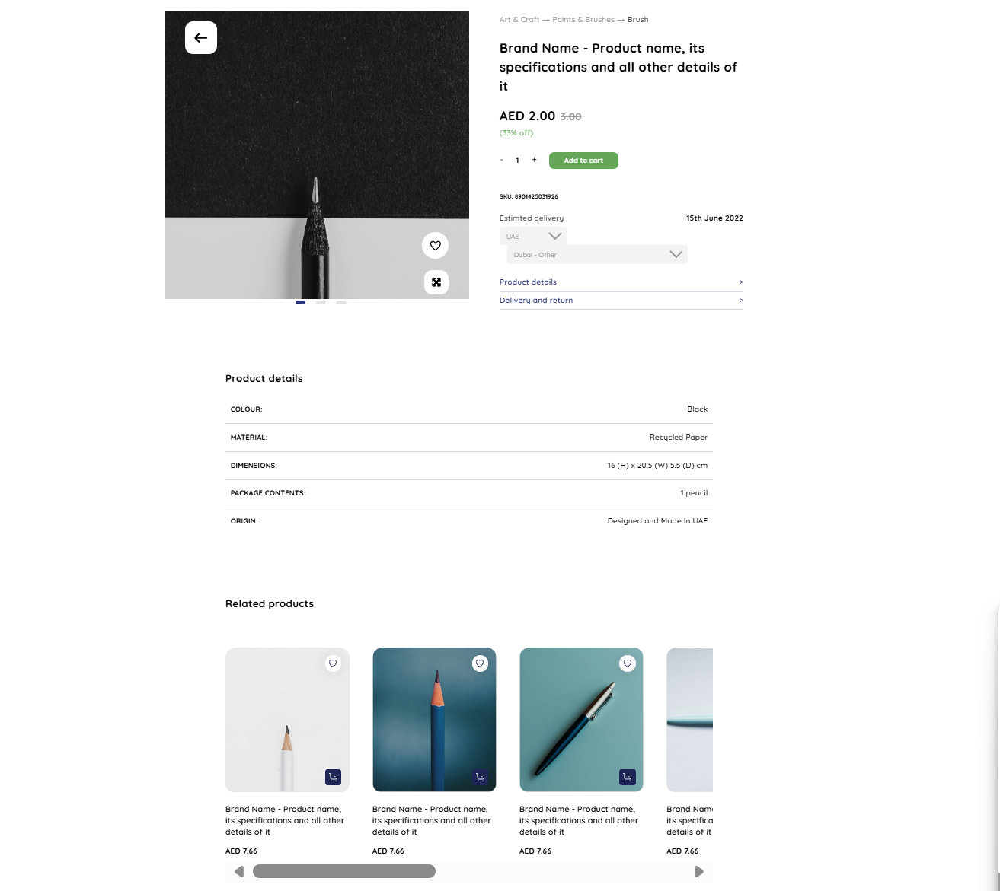 Art & Craft → Paints & Brushes → Brush
Brand Name - Product name, its
specifications and all other details of
it
AED 2.00 3.00
(33% off)
- 1 + Add to cart
SKU: 8901425031926
Estimted delivery 15th June 2022
UAE
Dubai - Other
Product details >
Delivery and return >
Product details
COLOUR: Black
MATERIAL: Recycled Paper
DIMENSIONS: 16 (H) x 20.5 (W) 5.5 (D) cm
PACKAGE CONTENTS: 1 pencil
ORIGIN: Designed and Made In UAE
Related products
Brand Name - Product name,
its specifications and all other
details of it
AED 7.66
Brand Name - Product name,
its specifications and all other
details of it
AED 7.66
Brand Name - Product name,
its specifications and all other
details of it
AED 7.66
Brand Name
its specifica
details of it
AED 7.66